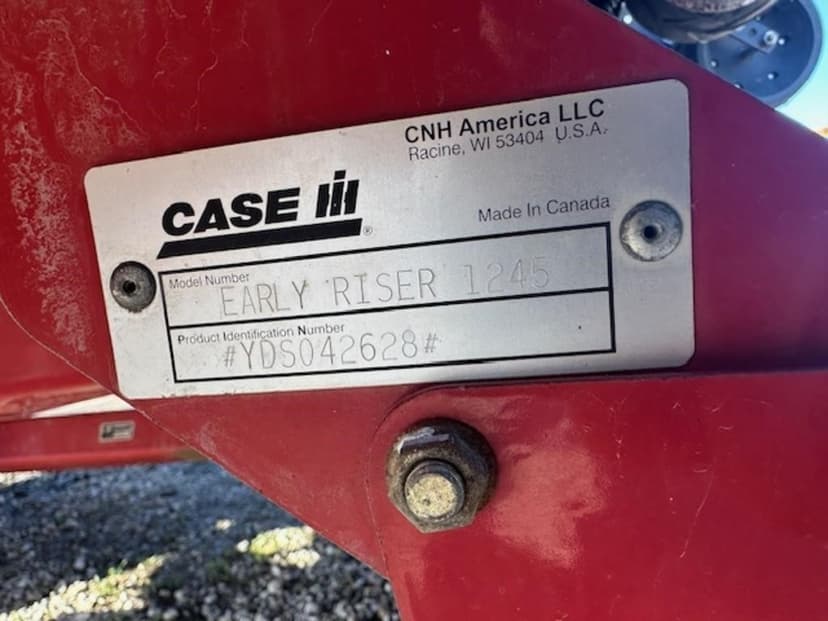 CNH America LLC
Racine, WI 53404 U.S.A.
CASE IH
®
Made In Canada
Model Number
EARLY RISER 1245
Product Identification Number
#YDS042628#